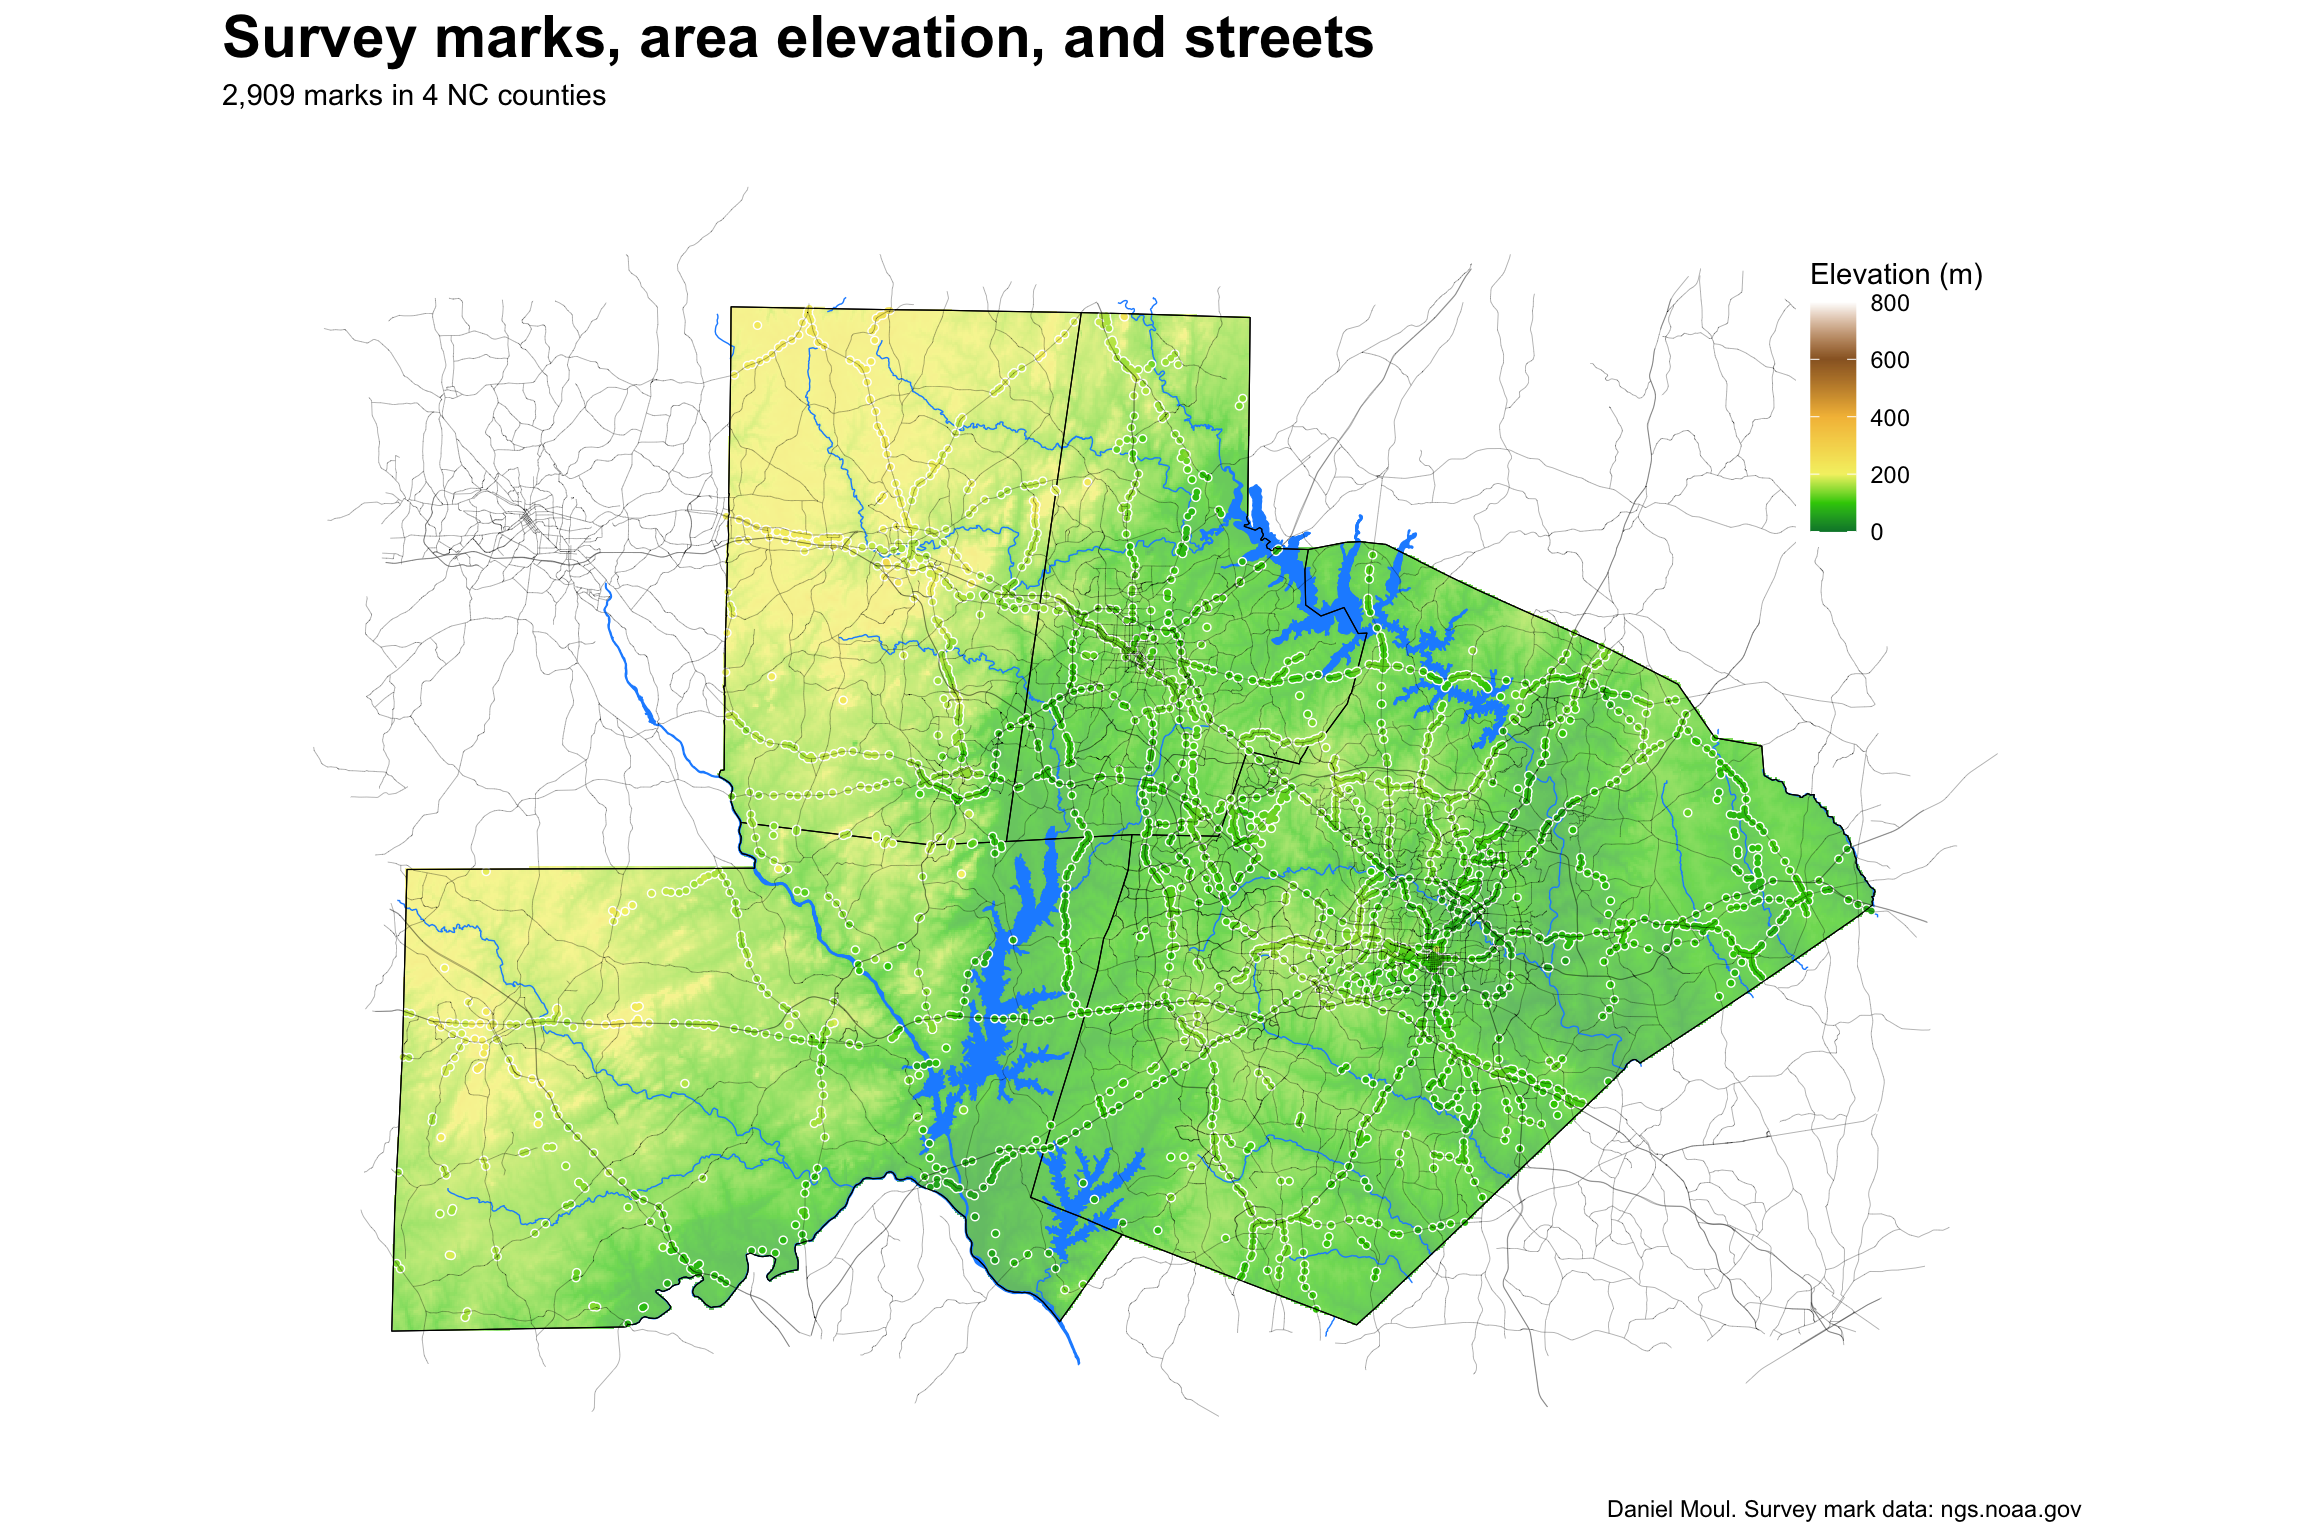 Survey marks, area elevation, and streets
2,909 marks in 4 NC counties
Elevation (m)
800
600
400
200
0
Daniel Moul. Survey mark data: ngs.noaa.gov